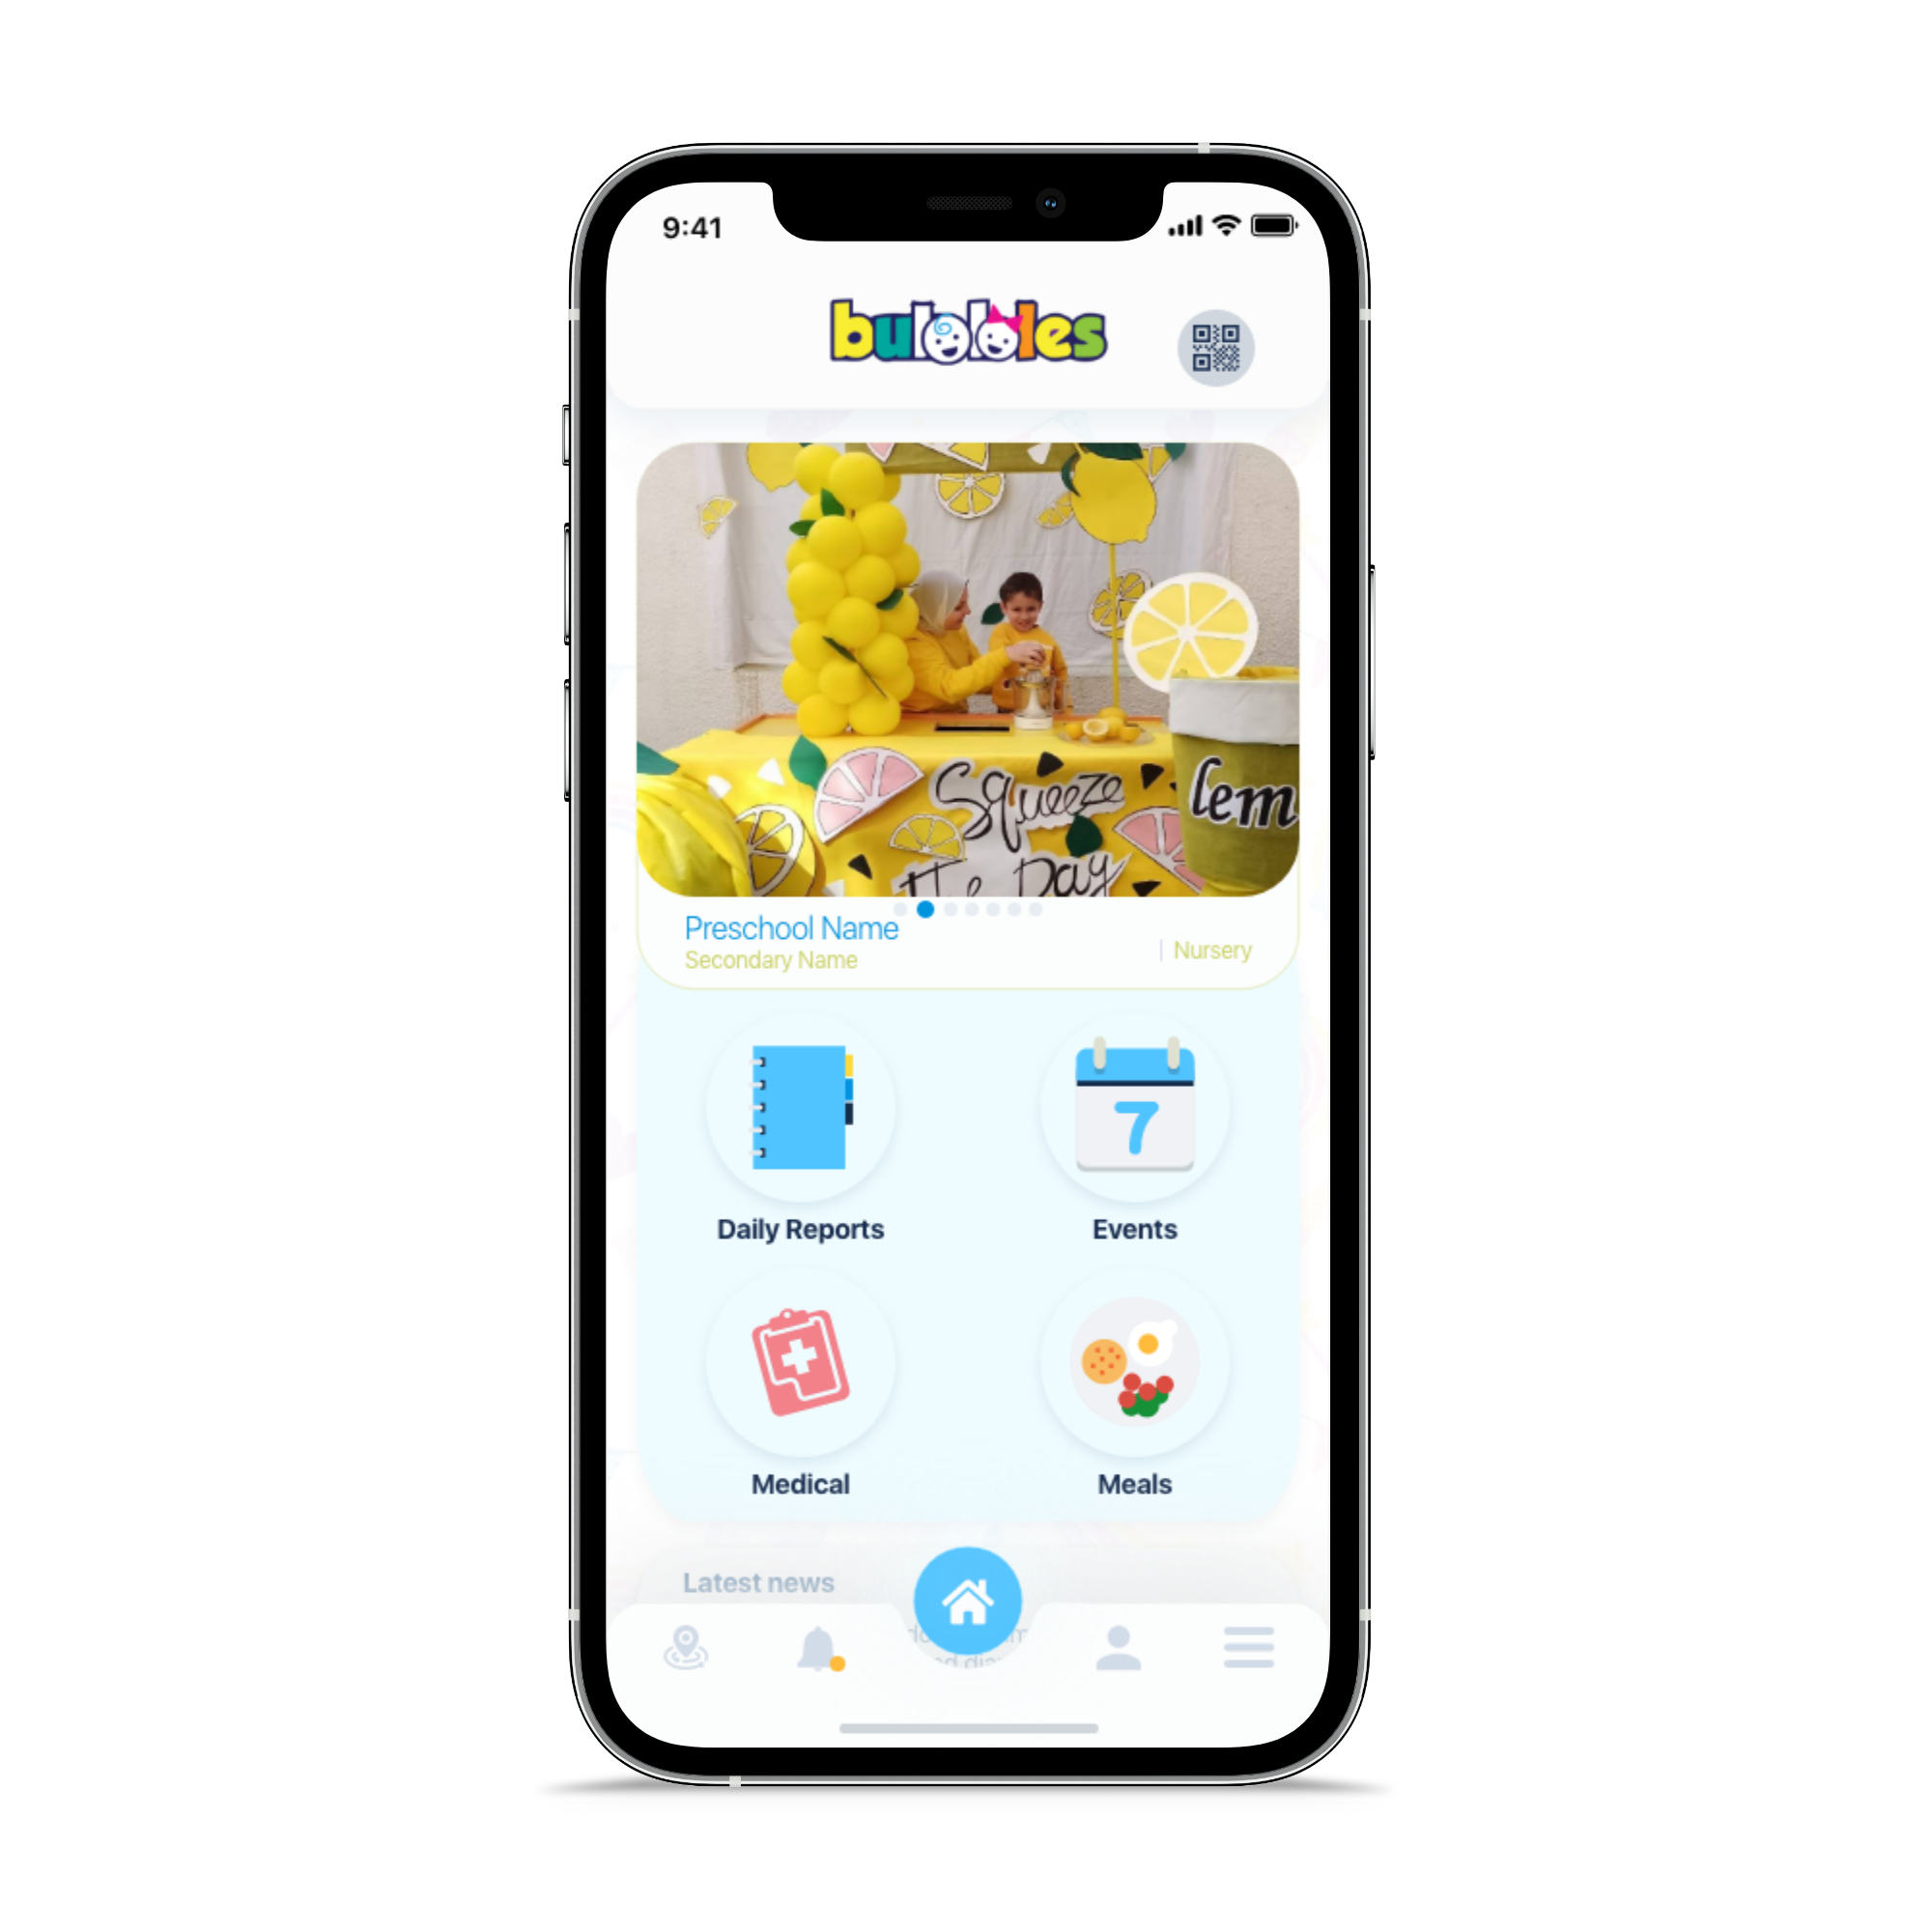 9:41
bubbles
Squeeze
The Day
lem
Preschool Name
Secondary Name
Nursery
7
Daily Reports
Events
Medical
Meals
Latest news